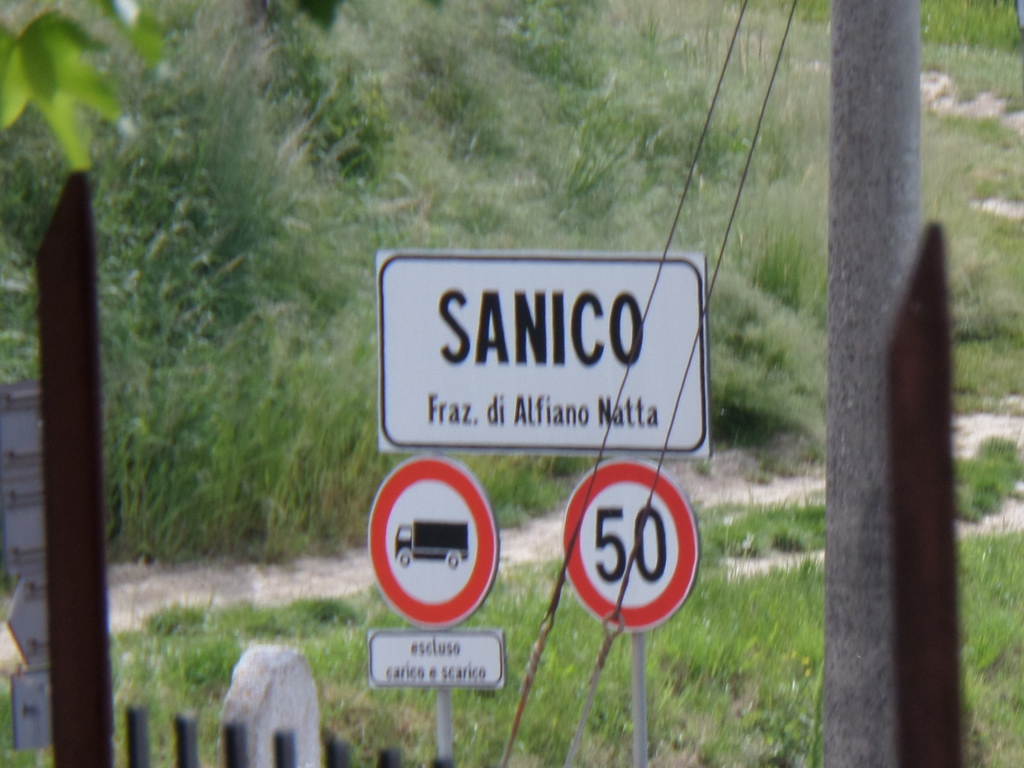 SANICO
Fraz. di Alfiano Natta
50
escluso
carico e scarico